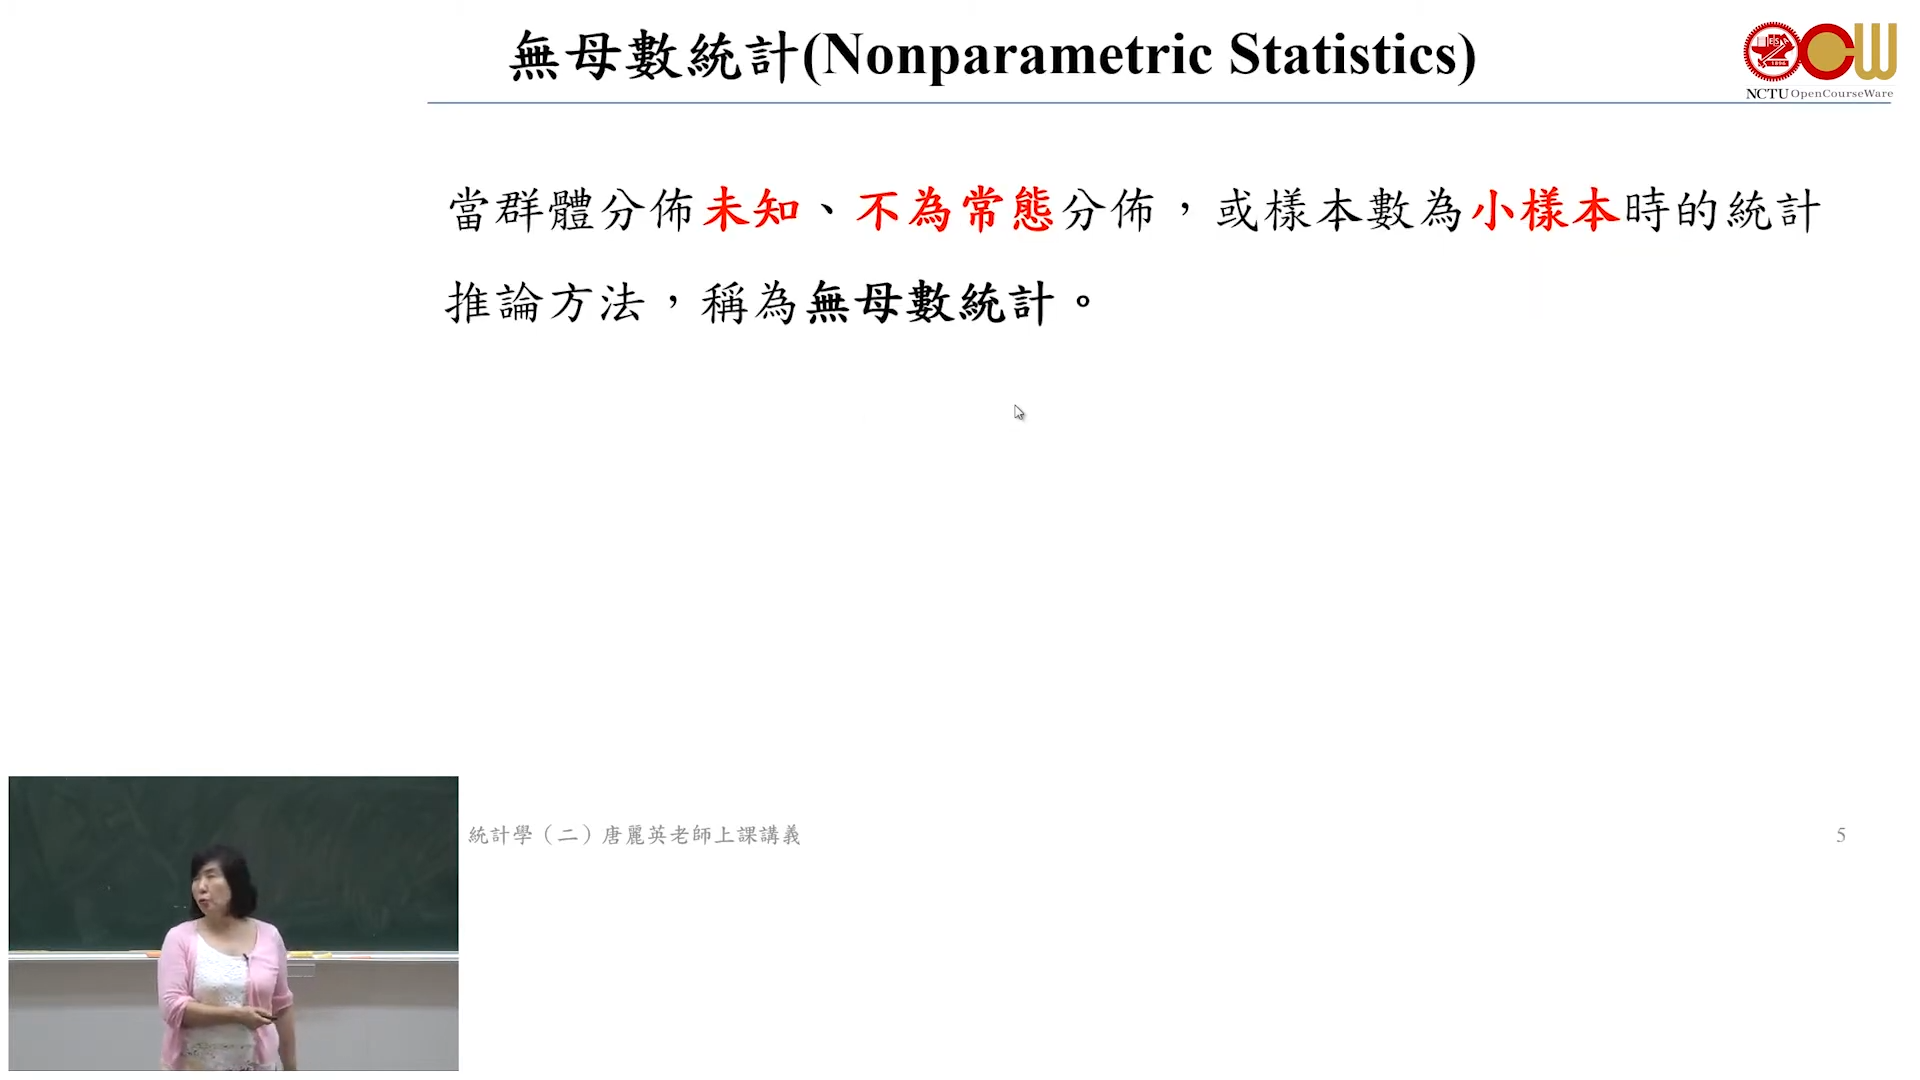 無母數統計(Nonparametric Statistics)
NCTU OpenCourseWare
當群體分佈未知、不為常態分佈，或樣本數為小樣本時的統計
推論方法，稱為無母數統計。
統計學（二）唐麗英老師上課講義
5